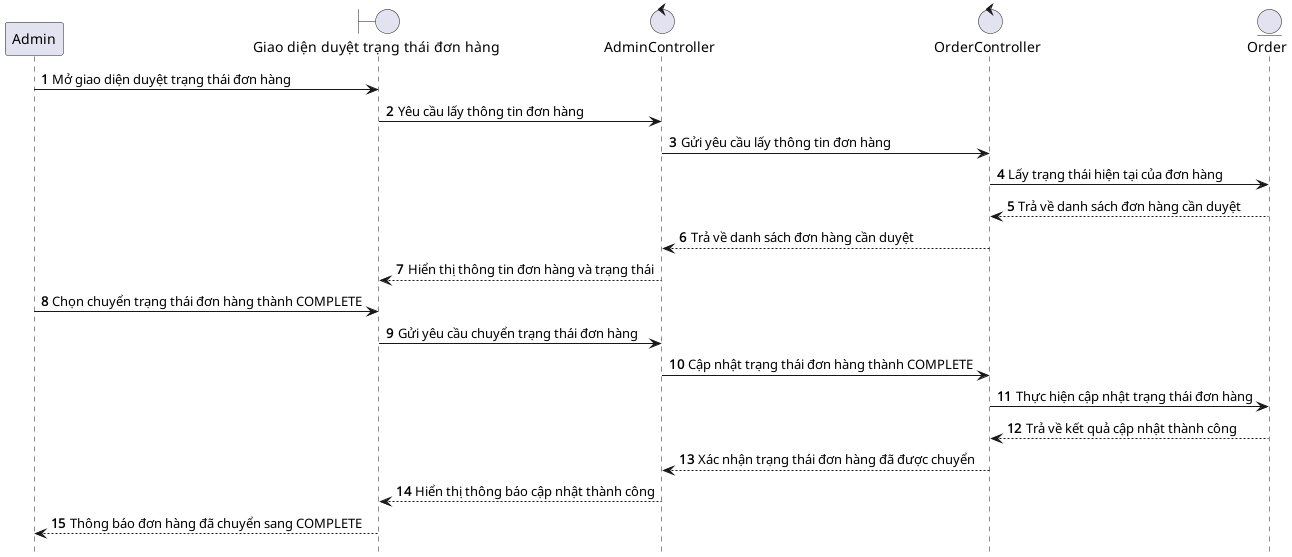 Admin
Giao diện duyệt trạng thái đơn hàng
AdminController
OrderController
Order
1 Mở giao diện duyệt trạng thái đơn hàng
2 Yêu cầu lấy thông tin đơn hàng
3 Gửi yêu cầu lấy thông tin đơn hàng
4 Lấy trạng thái hiện tại của đơn hàng
5 Trả về danh sách đơn hàng cần duyệt
6 Trả về danh sách đơn hàng cần duyệt
7 Hiển thị thông tin đơn hàng và trạng thái
8 Chọn chuyển trạng thái đơn hàng thành COMPLETE
9 Gửi yêu cầu chuyển trạng thái đơn hàng
10 Cập nhật trạng thái đơn hàng thành COMPLETE
11 Thực hiện cập nhật trạng thái đơn hàng
12 Trả về kết quả cập nhật thành công
13 Xác nhận trạng thái đơn hàng đã được chuyển
14 Hiển thị thông báo cập nhật thành công
15 Thông báo đơn hàng đã chuyển sang COMPLETE